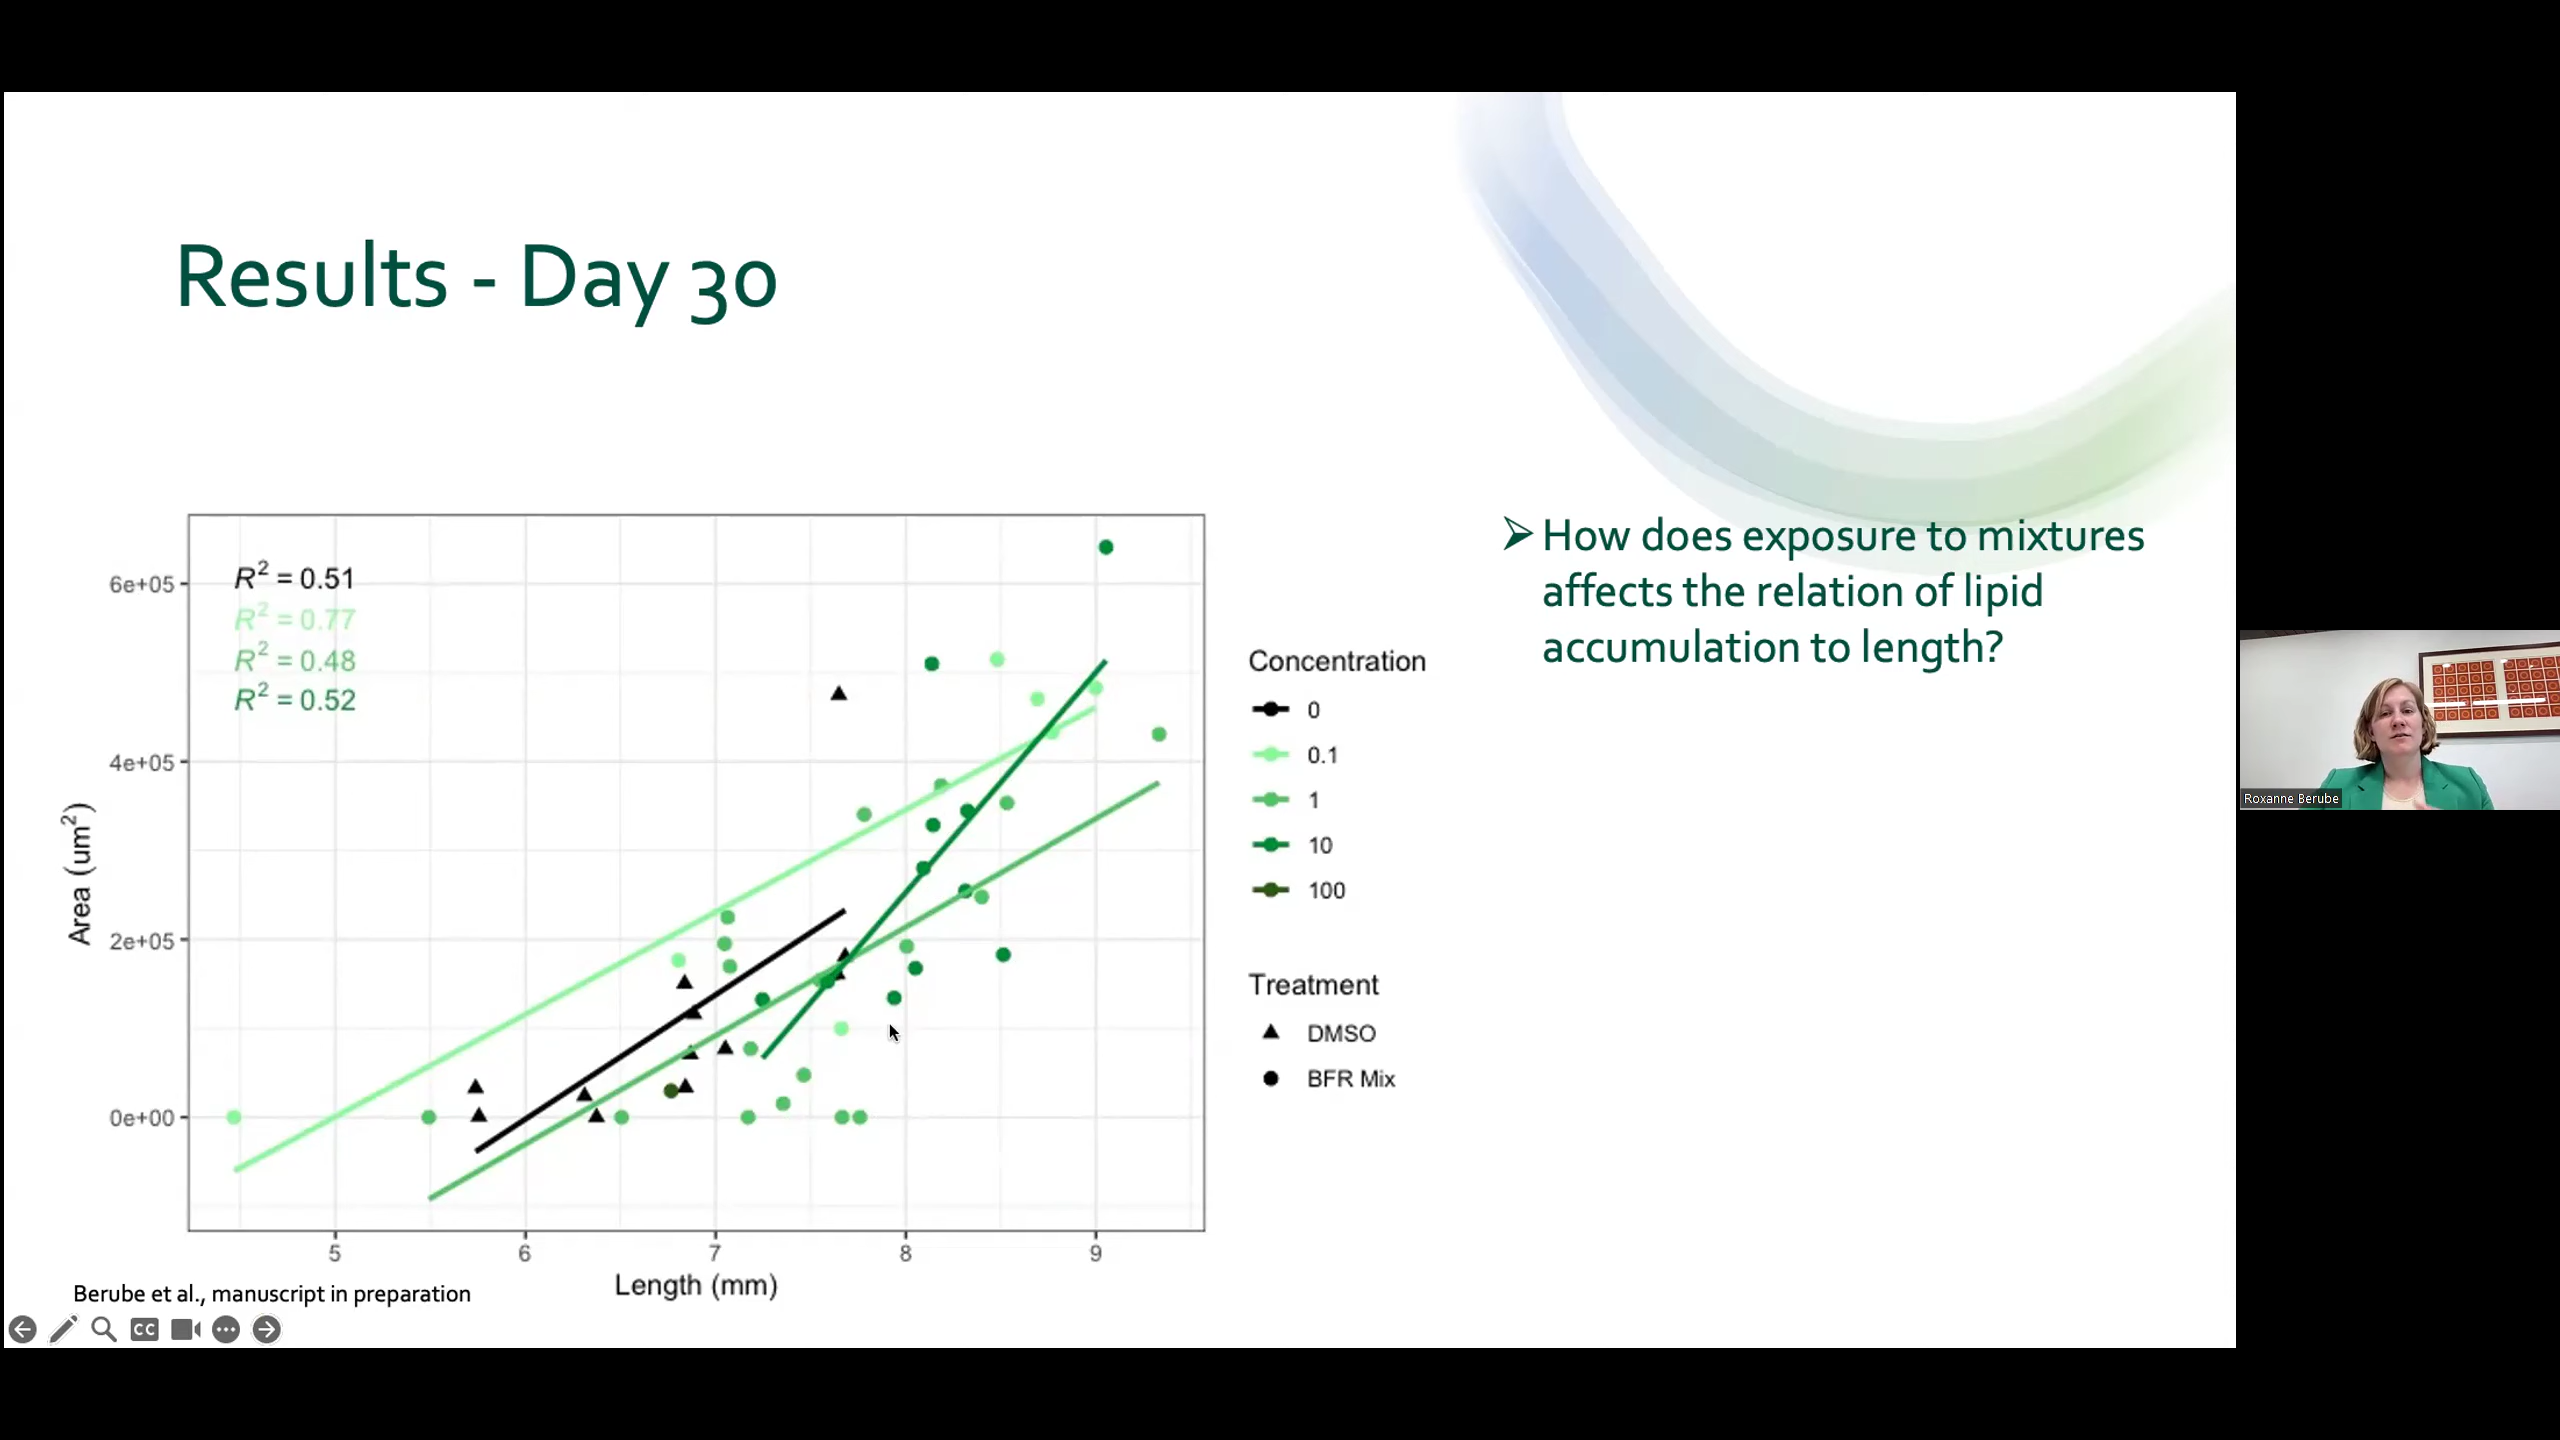 Results - Day 30
R² = 0.51
R² = 0.77
R² = 0.48
R² = 0.52
6e+05
4e+05
2e+05
0e+00
Area (um²)
5 6 7 8 9
Length (mm)
Concentration
0
0.1
1
10
100
Treatment
DMSO
BFR Mix
➢ How does exposure to mixtures
affects the relation of lipid
accumulation to length?
Berube et al., manuscript in preparation
CC
Roxanne Berube